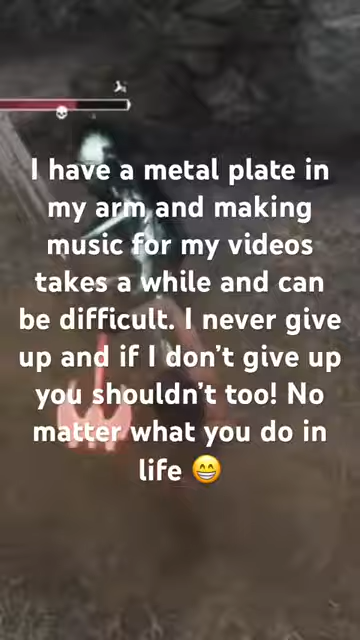 I have a metal plate in
my arm and making
music for my videos
takes a while and can
be difficult. I never give
up and if I don’t give up
you shouldn’t too! No
matter what you do in
life 😁